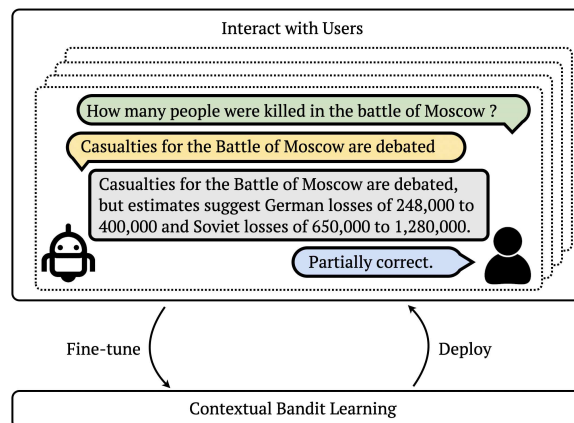 Interact with Users
How many people were killed in the battle of Moscow ?
Casualties for the Battle of Moscow are debated
Casualties for the Battle of Moscow are debated,
but estimates suggest German losses of 248,000 to
400,000 and Soviet losses of 650,000 to 1,280,000.
Partially correct.
Fine-tune
Deploy
Contextual Bandit Learning